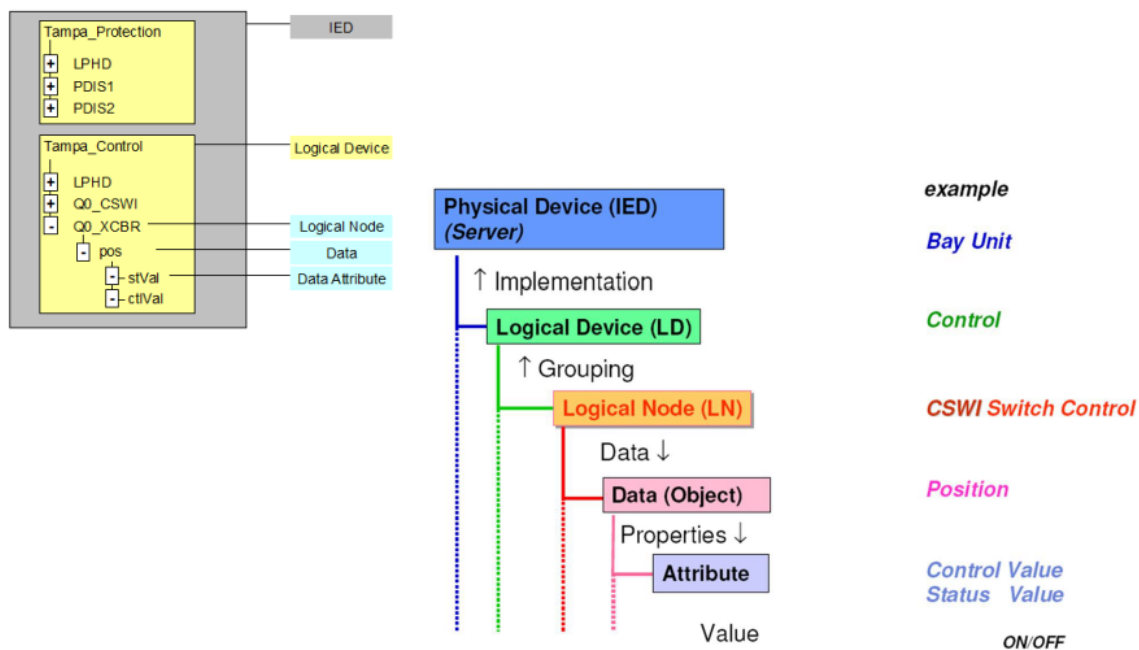 Tampa_Protection
IED
+ LPHD
+ PDIS1
+ PDIS2
Tampa_Control
Logical Device
+ LPHD
+ Q0_CSWI
- Q0_XCBR
Logical Node
- pos
Data
- stVal
Data Attribute
- ctlVal
example
Physical Device (IED)
(Server)
Bay Unit
↑ Implementation
Logical Device (LD)
Control
↑ Grouping
Logical Node (LN)
CSWI Switch Control
Data ↓
Data (Object)
Position
Properties ↓
Attribute
Control Value
Status Value
Value
ON/OFF